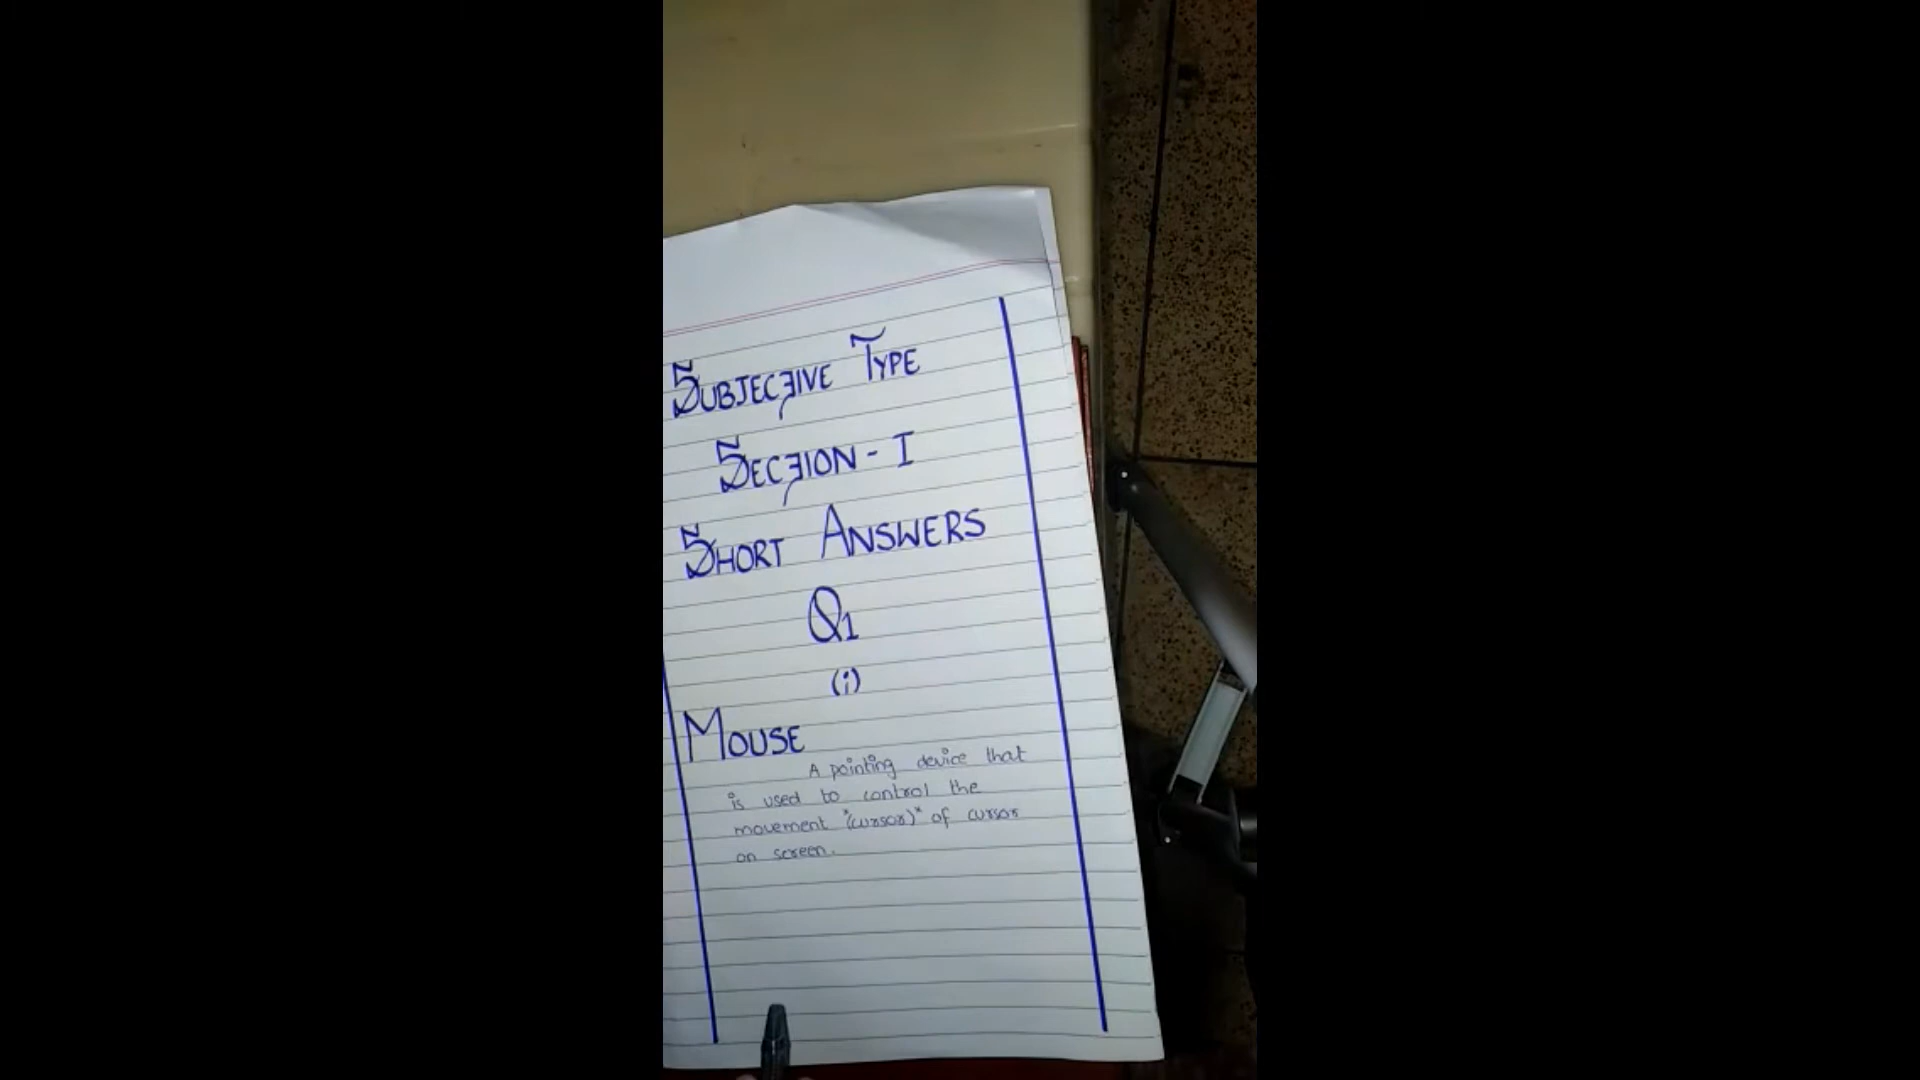 SUBJECTIVE TYPE
SECTION - I
SHORT ANSWERS
Q1
(i)
MOUSE
A pointing device that
is used to control the
movement "(cursor)" of cursor
on screen.